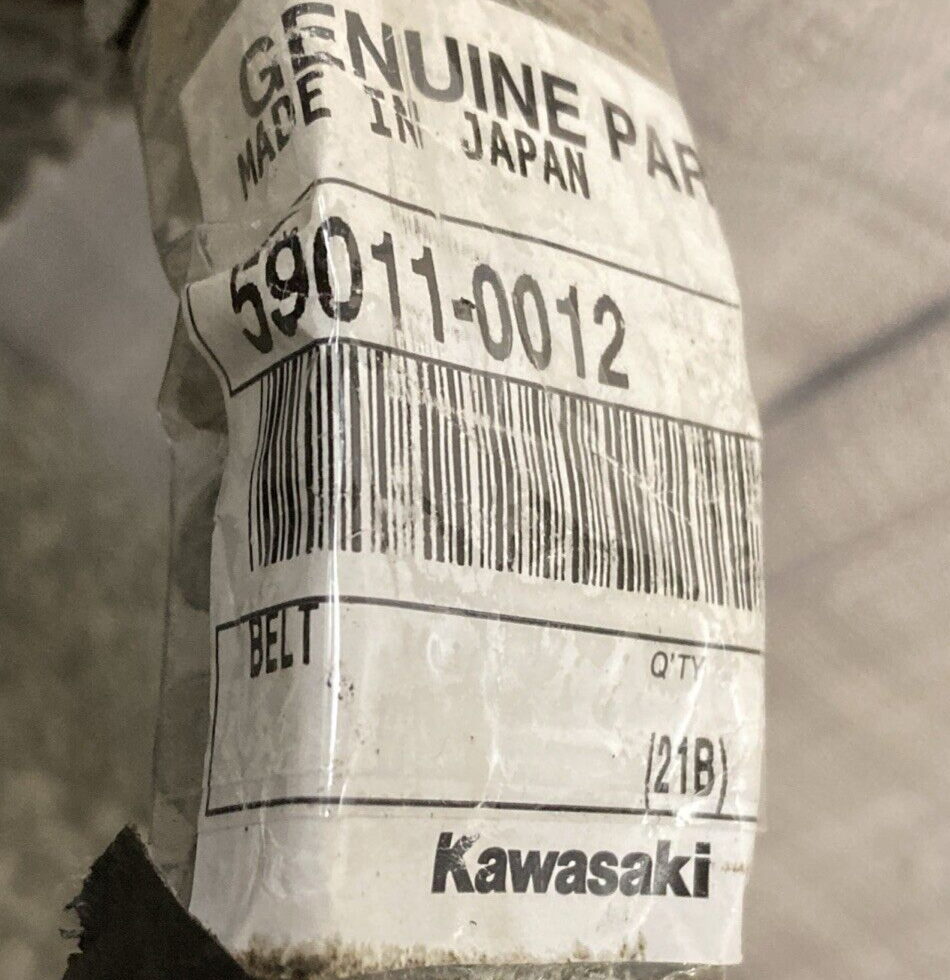 GENUINE PAR
MADE IN JAPAN
59011-0012
BELT
Q'TY
(21B)
Kawasaki